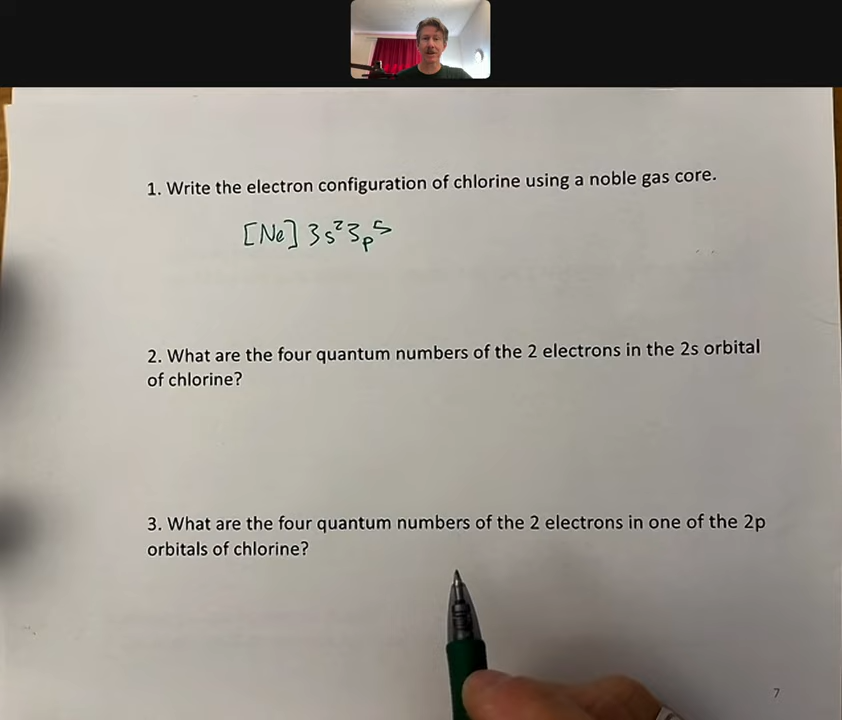 1. Write the electron configuration of chlorine using a noble gas core.
[Ne] 3s²3p⁵
2. What are the four quantum numbers of the 2 electrons in the 2s orbital
of chlorine?
3. What are the four quantum numbers of the 2 electrons in one of the 2p
orbitals of chlorine?
7